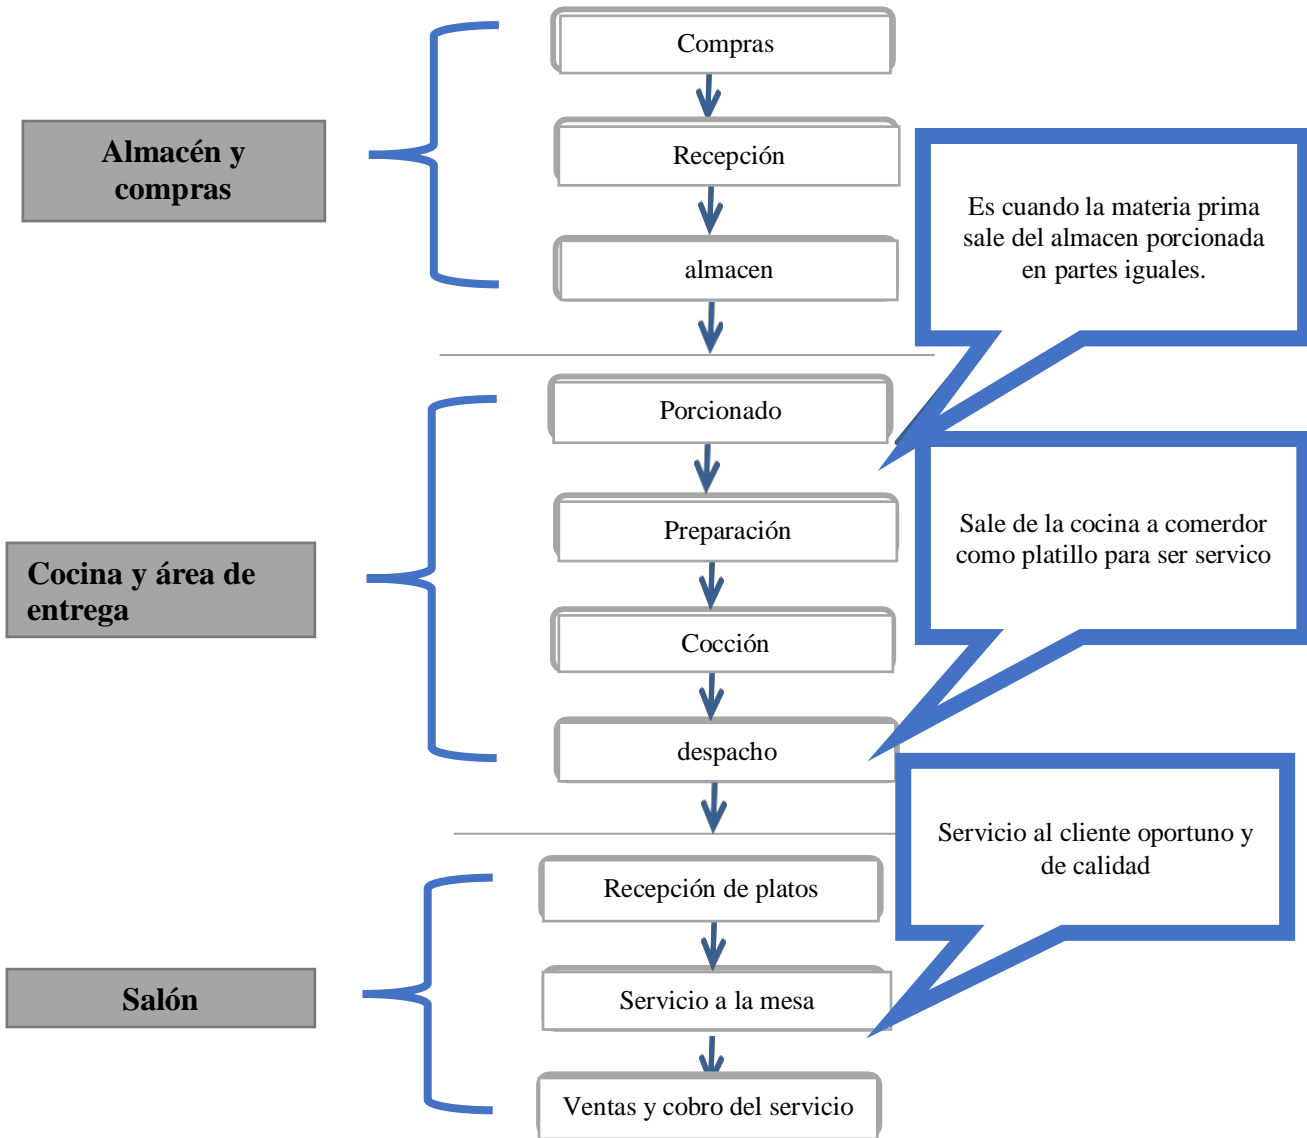 Compras
Almacén y
compras
Recepción
almacen
Es cuando la materia prima
sale del almacen porcionada
en partes iguales.
Porcionado
Preparación
Cocina y área de
entrega
Cocción
despacho
Sale de la cocina a comerdor
como platillo para ser servico
Recepción de platos
Salón
Servicio a la mesa
Ventas y cobro del servicio
Servicio al cliente oportuno y
de calidad